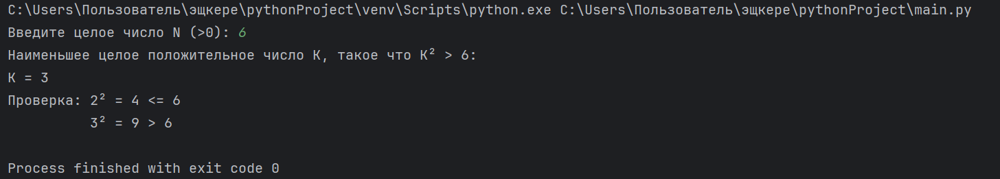 C:\Users\Пользователь\эщкере\pythonProject\venv\Scripts\python.exe C:\Users\Пользователь\эщкере\pythonProject\main.py
Введите целое число N (>0): 6
Наименьшее целое положительное число K, такое что K² > 6:
K = 3
Проверка: 2² = 4 <= 6
3² = 9 > 6
Process finished with exit code 0